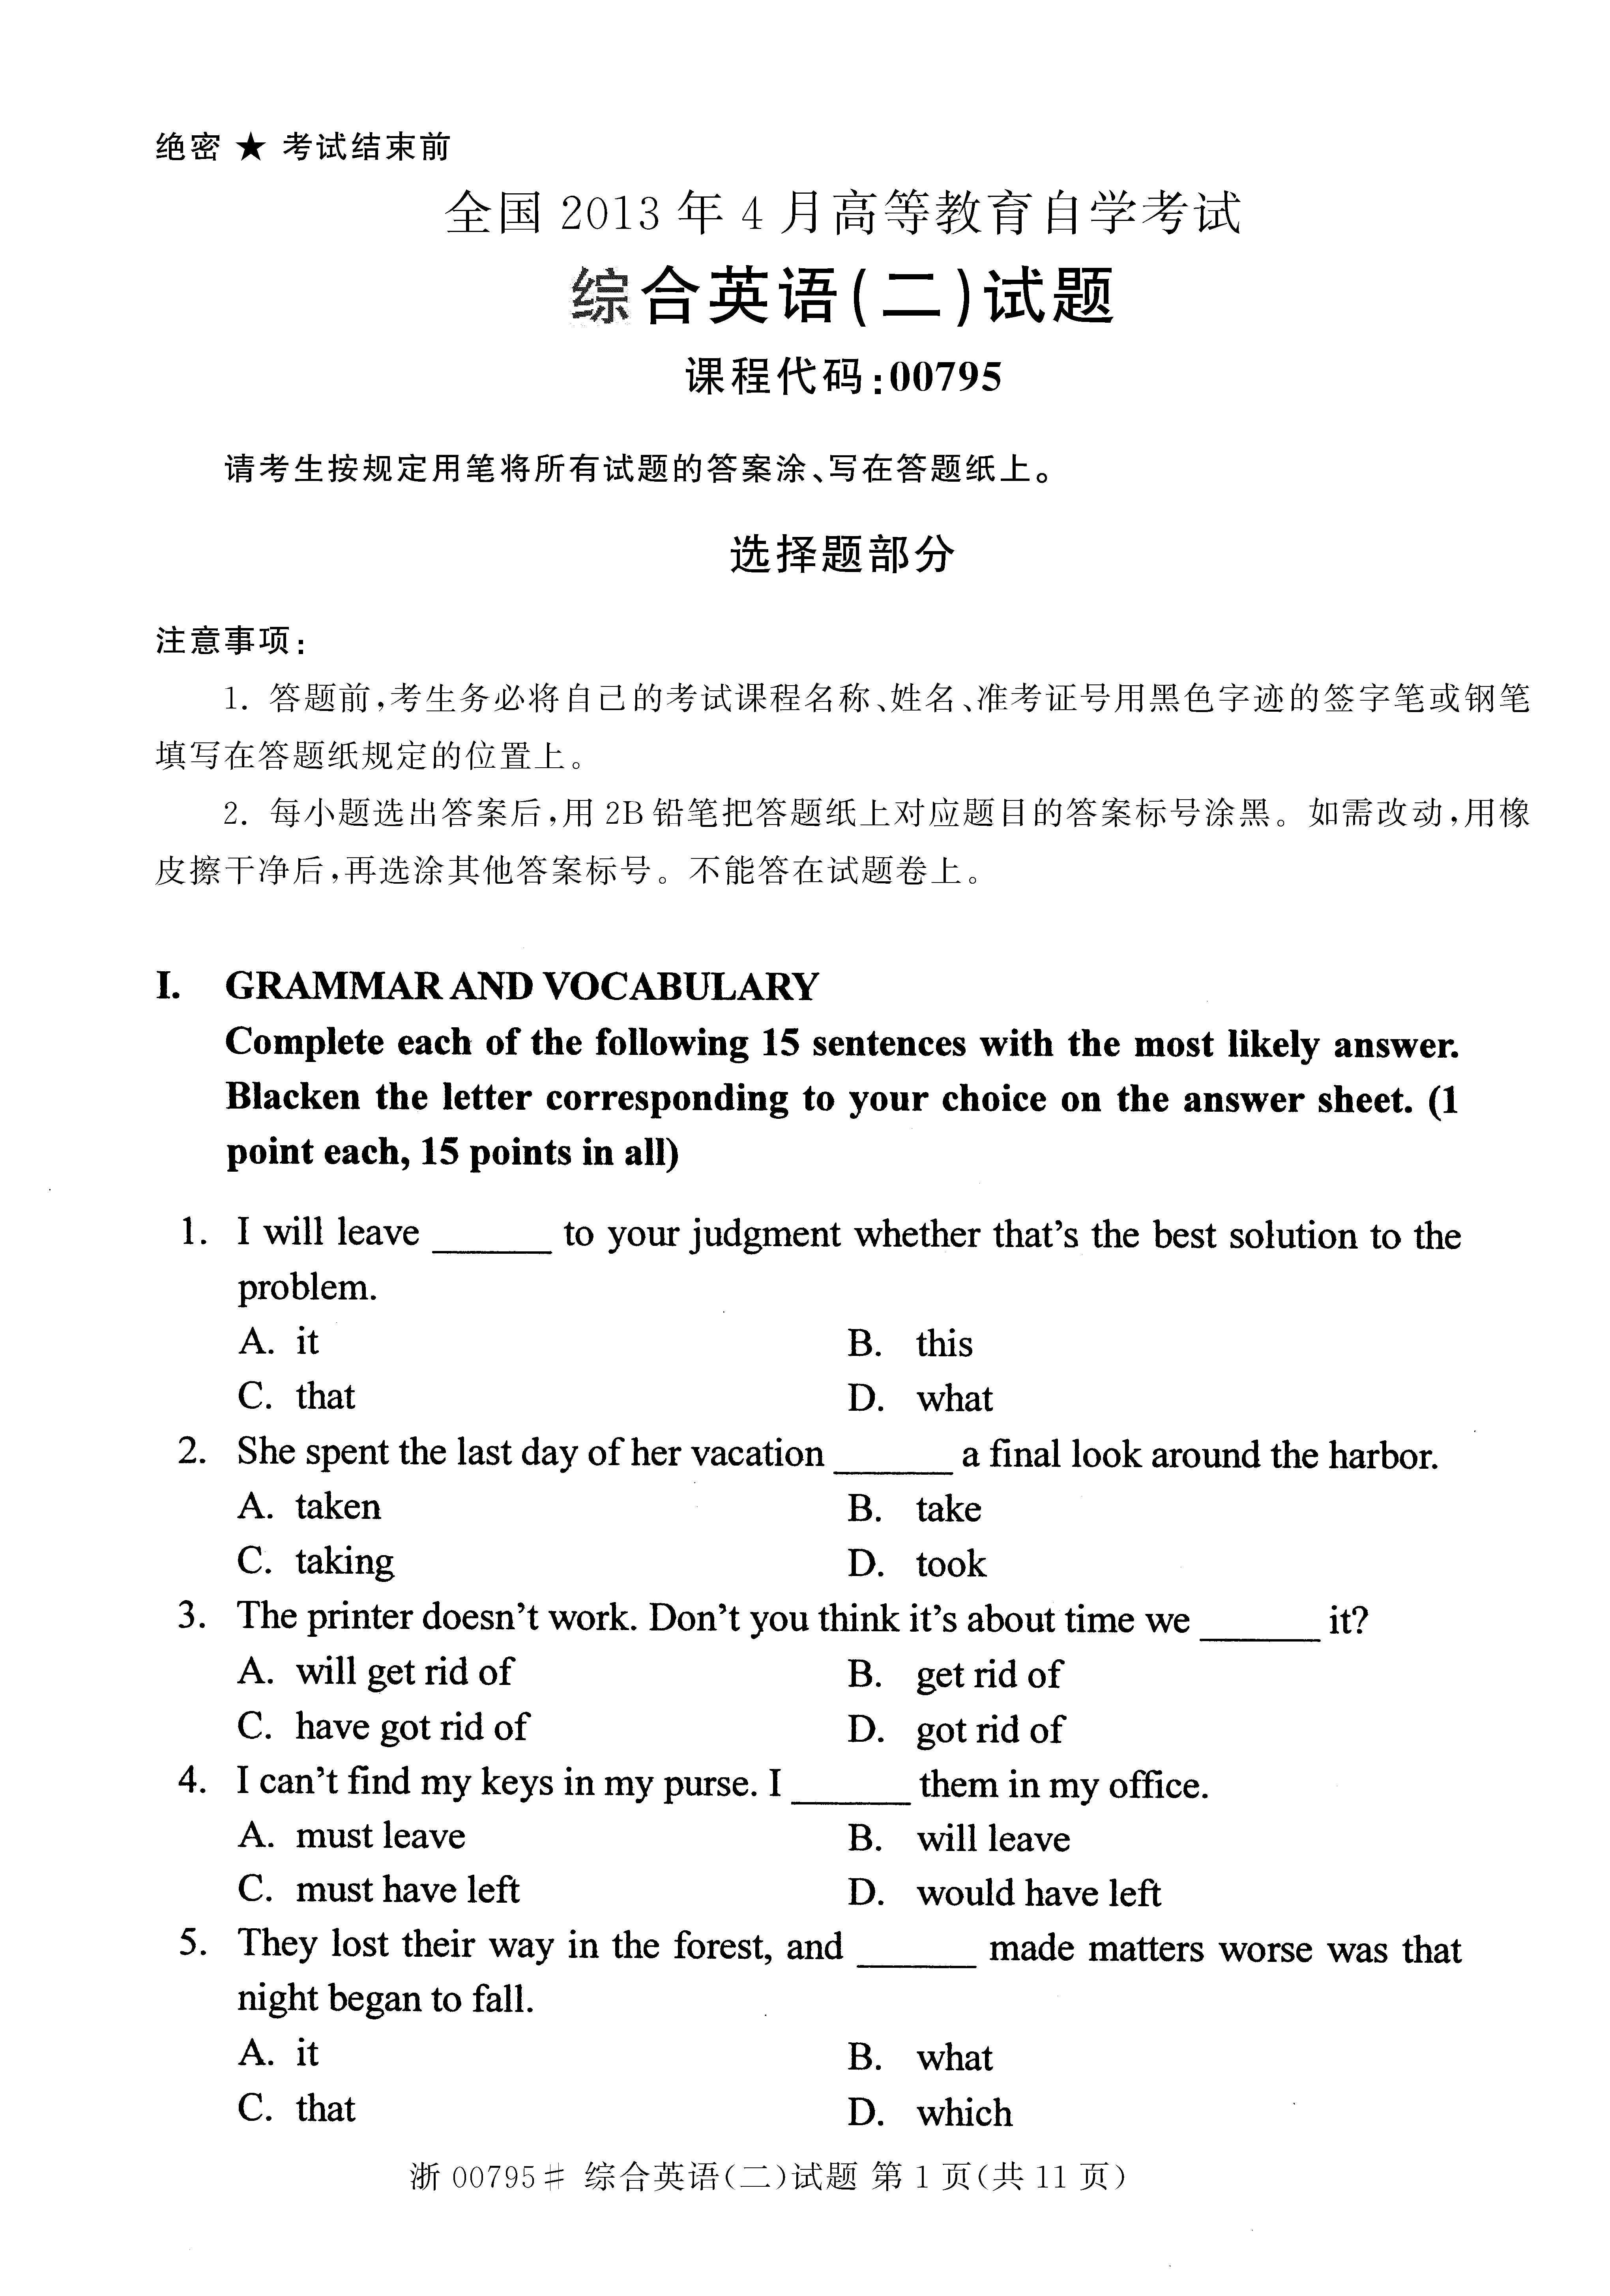 绝密 ★ 考试结束前
全国 2013 年 4 月高等教育自学考试
综合英语(二)试题
课程代码:00795
请考生按规定用笔将所有试题的答案涂、写在答题纸上。
选择题部分
注意事项:
1. 答题前,考生务必将自己的考试课程名称、姓名、准考证号用黑色字迹的签字笔或钢笔
填写在答题纸规定的位置上。
2. 每小题选出答案后,用 2B 铅笔把答题纸上对应题目的答案标号涂黑。如需改动,用橡
皮擦干净后,再选涂其他答案标号。不能答在试题卷上。
I. GRAMMAR AND VOCABULARY
Complete each of the following 15 sentences with the most likely answer.
Blacken the letter corresponding to your choice on the answer sheet. (1
point each, 15 points in all)
1. I will leave ______ to your judgment whether that's the best solution to the
problem.
A. it B. this
C. that D. what
2. She spent the last day of her vacation ______ a final look around the harbor.
A. taken B. take
C. taking D. took
3. The printer doesn't work. Don't you think it's about time we ______ it?
A. will get rid of B. get rid of
C. have got rid of D. got rid of
4. I can't find my keys in my purse. I ______ them in my office.
A. must leave B. will leave
C. must have left D. would have left
5. They lost their way in the forest, and ______ made matters worse was that
night began to fall.
A. it B. what
C. that D. which
浙 00795# 综合英语(二)试题 第 1 页(共 11 页)